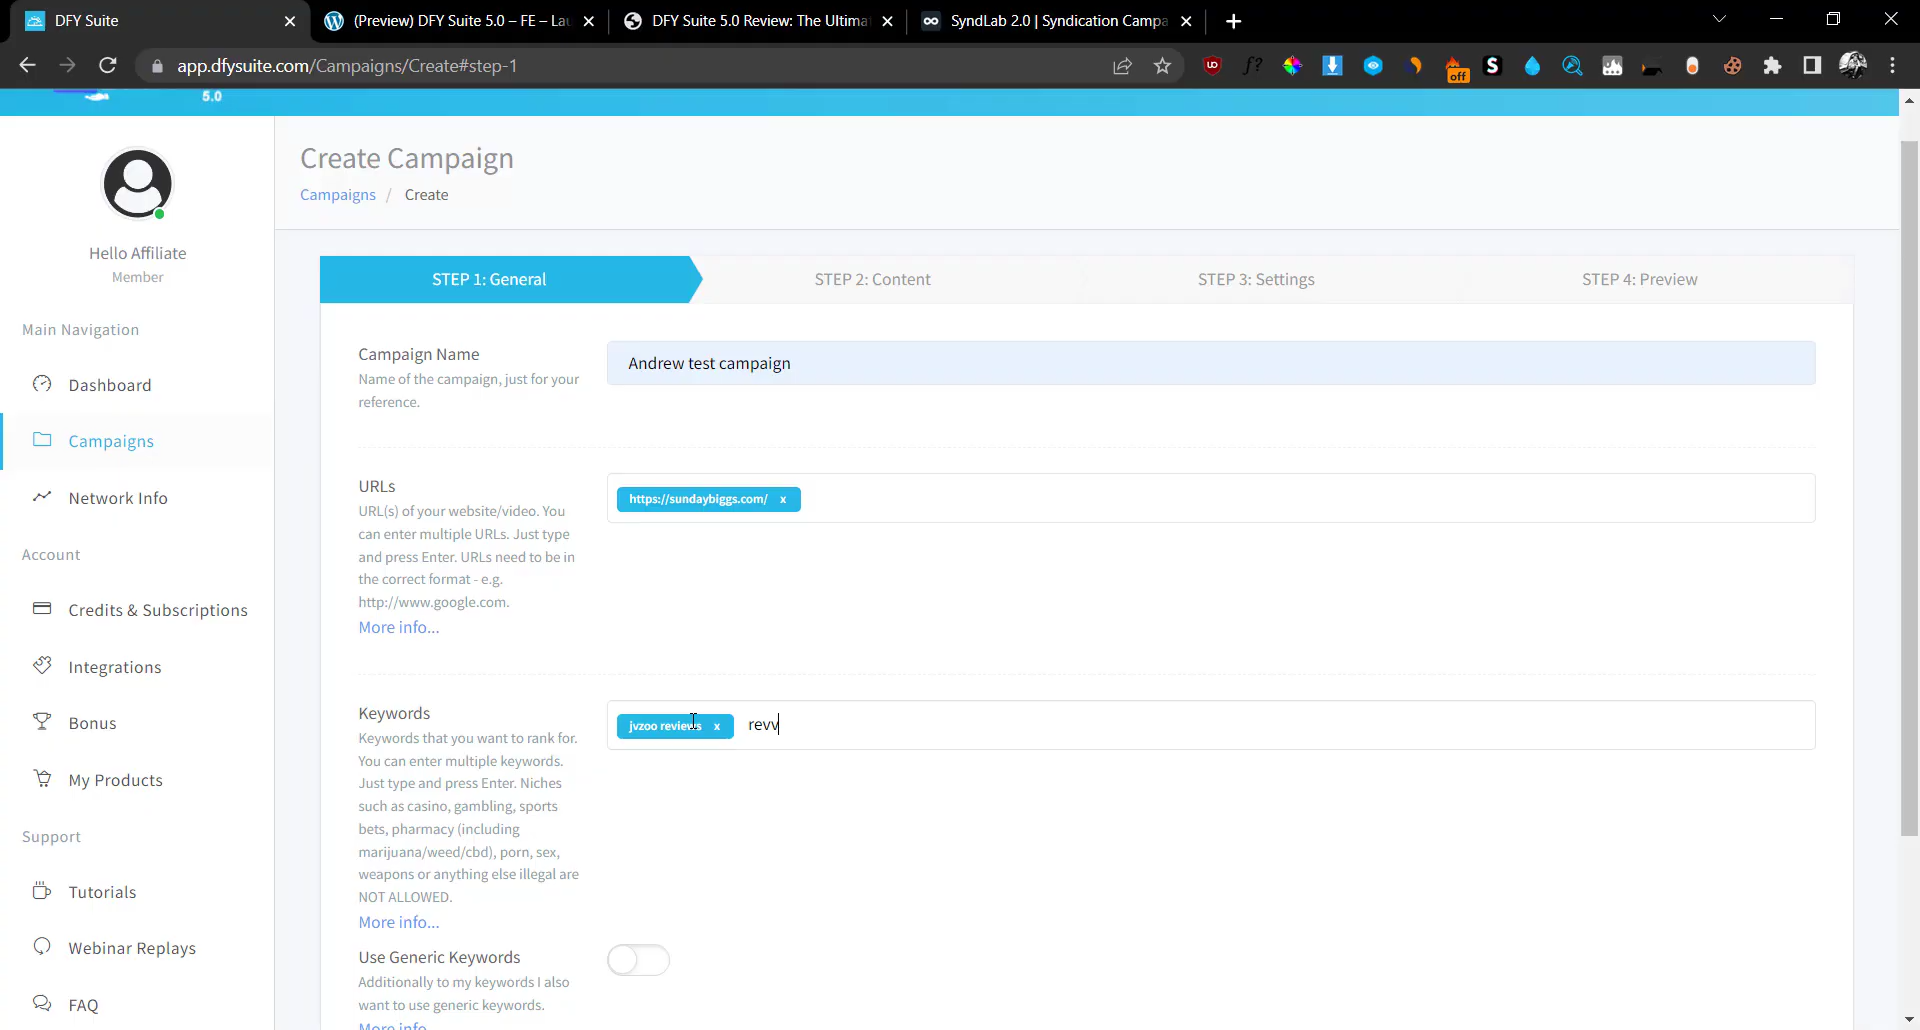 DFY Suite
(Preview) DFY Suite 5.0 – FE – La
DFY Suite 5.0 Review: The Ultima
SyndLab 2.0 | Syndication Campa
app.dfysuite.com/Campaigns/Create#step-1
UD
f?
off
S
5.0
Hello Affiliate
Member
Main Navigation
Dashboard
Campaigns
Network Info
Account
Credits & Subscriptions
Integrations
Bonus
My Products
Support
Tutorials
Webinar Replays
FAQ
Create Campaign
Campaigns / Create
STEP 1: General
STEP 2: Content
STEP 3: Settings
STEP 4: Preview
Campaign Name
Name of the campaign, just for your
reference.
Andrew test campaign
URLs
URL(s) of your website/video. You
can enter multiple URLs. Just type
and press Enter. URLs need to be in
the correct format - e.g.
http://www.google.com.
More info...
https://sundaybiggs.com/ x
Keywords
Keywords that you want to rank for.
You can enter multiple keywords.
Just type and press Enter. Niches
such as casino, gambling, sports
bets, pharmacy (including
marijuana/weed/cbd), porn, sex,
weapons or anything else illegal are
NOT ALLOWED.
More info...
jvzoo reviews x
revv
Use Generic Keywords
Additionally to my keywords I also
want to use generic keywords.
More info